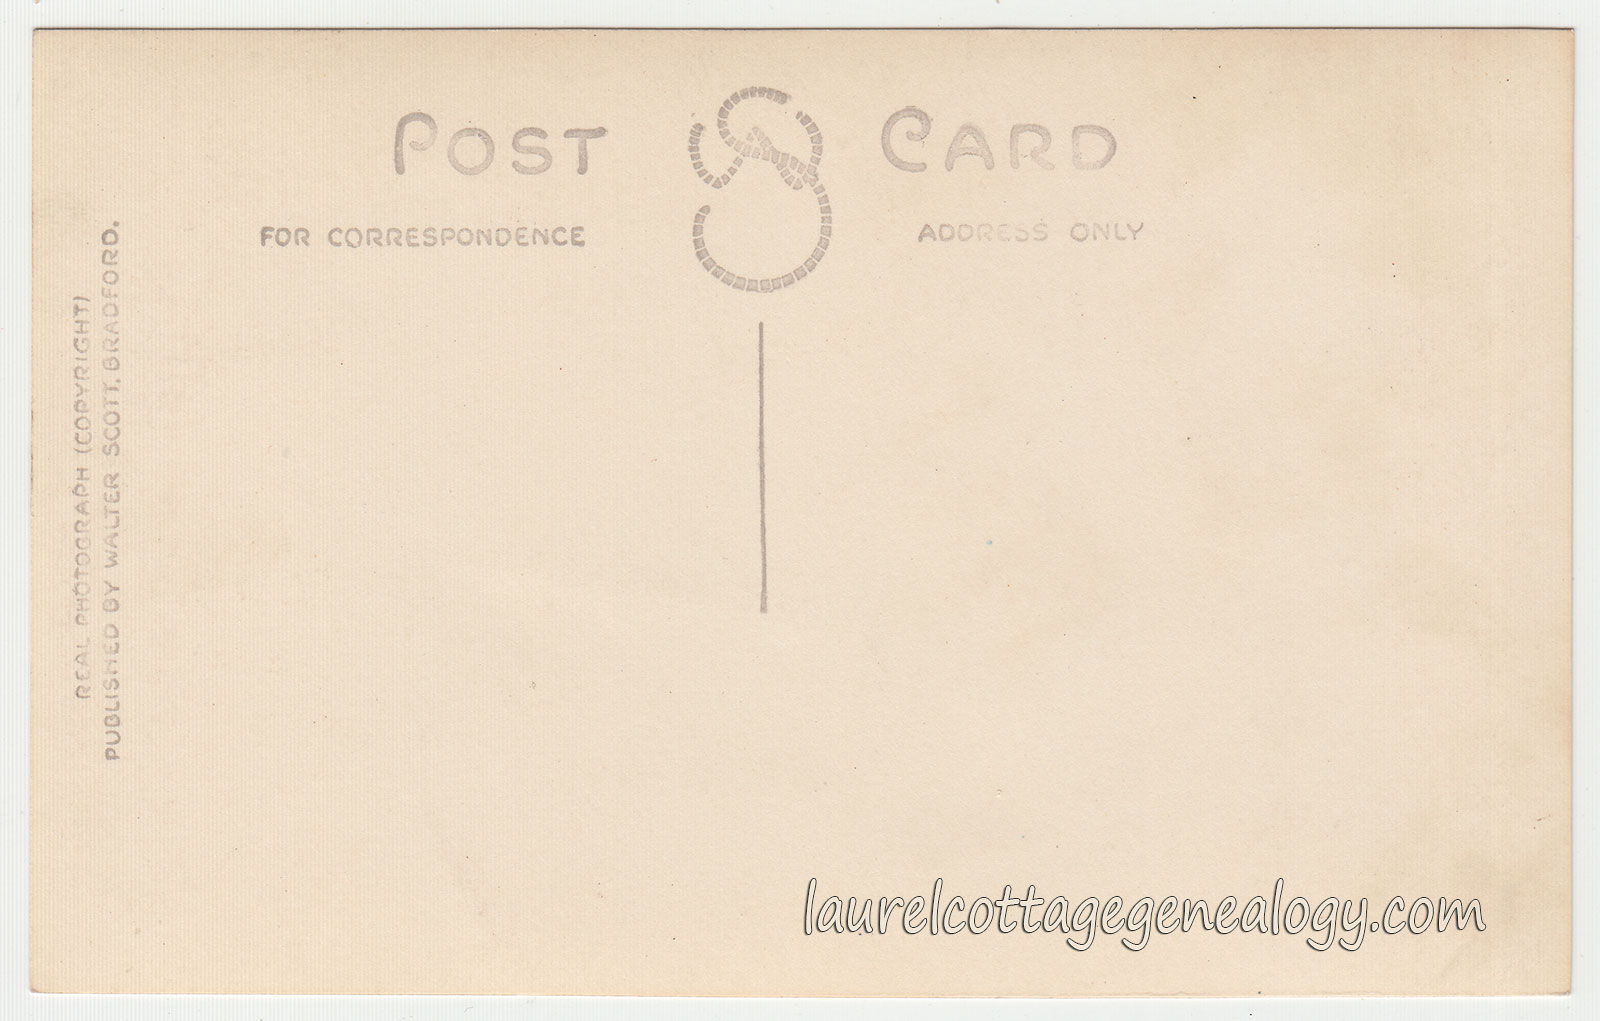 POST CARD
FOR CORRESPONDENCE
ADDRESS ONLY
REAL PHOTOGRAPH (COPYRIGHT)
PUBLISHED BY WALTER SCOTT, BRADFORD.
laurelcottagegenealogy.com